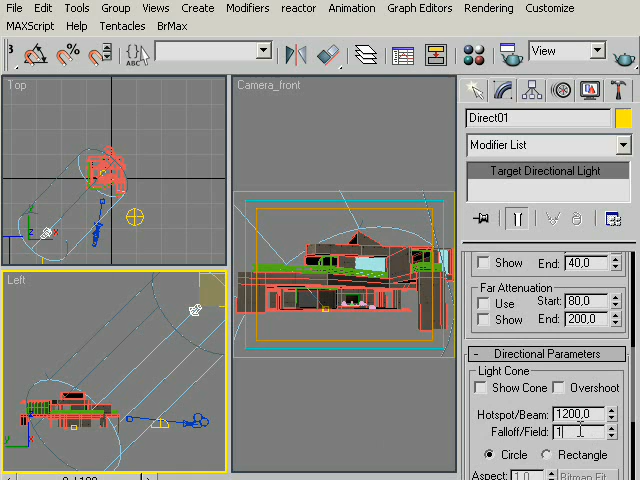 File Edit Tools Group Views Create Modifiers reactor Animation Graph Editors Rendering Customize
MAXScript Help Tentacles BrMax
ABC
View
Top
Camera_front
Left
Direct01
Modifier List
Target Directional Light
Show End: 40,0
Far Attenuation
Use Start: 80,0
Show End: 200,0
- Directional Parameters
Light Cone
Show Cone Overshoot
Hotspot/Beam: 1200,0
Falloff/Field: 1
Circle Rectangle
Aspect: 1,0 Bitmap Fit
y
z
x
y
x